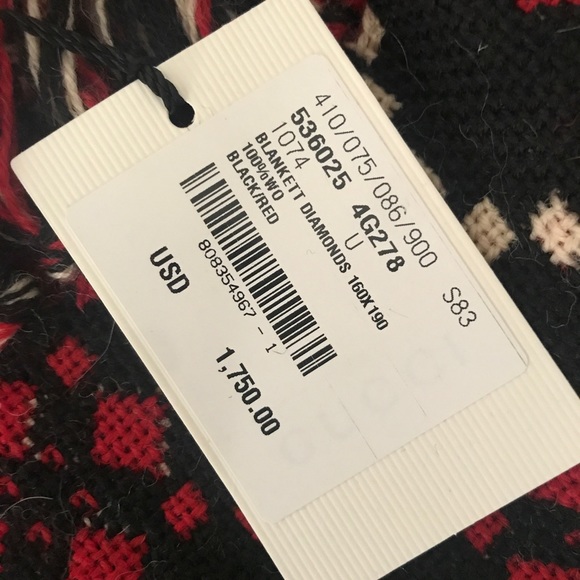 410/075/086/900 S83
536025 4G278
1074 U
BLANKETT DIAMONDS 160X190
100%WO
BLACK/RED
808354967 - 1
USD 1,750.00
GUCCI